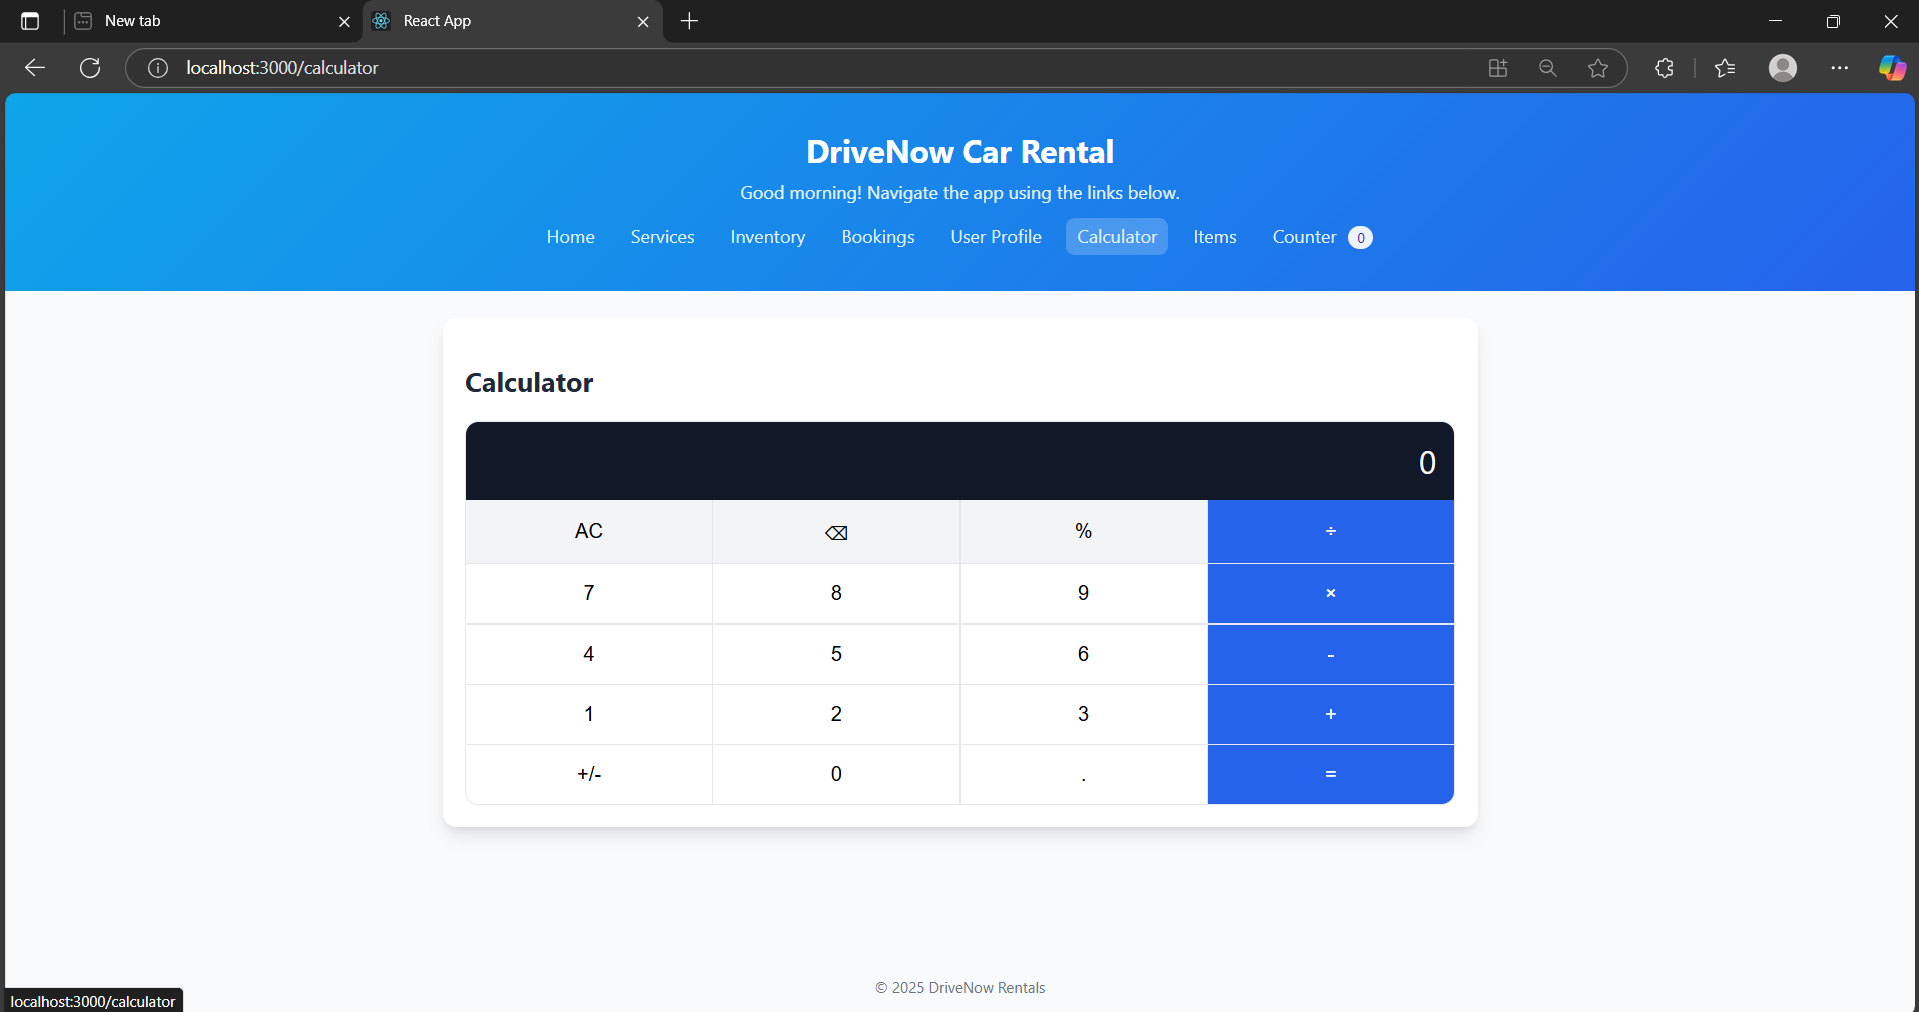 New tab
React App
localhost:3000/calculator
DriveNow Car Rental
Good morning! Navigate the app using the links below.
Home Services Inventory Bookings User Profile Calculator Items Counter 0
Calculator
0
AC ⌫ % ÷
7 8 9 ×
4 5 6 -
1 2 3 +
+/- 0 . =
© 2025 DriveNow Rentals
localhost:3000/calculator